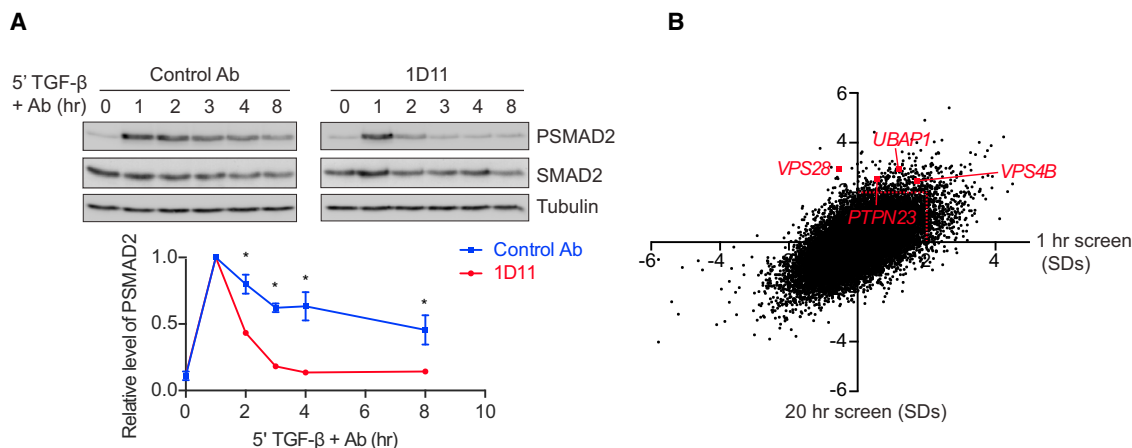 A
5' TGF-β
+ Ab (hr)
Control Ab
0 1 2 3 4 8
1D11
0 1 2 3 4 8
PSMAD2
SMAD2
Tubulin
Relative level of PSMAD2
1.0
0.5
0.0
* * * *
Control Ab
1D11
0 2 4 6 8 10
5' TGF-β + Ab (hr)
B
6
4
UBAP1
VPS28
VPS4B
PTPN23
1 hr screen
(SDs)
-6 -4 4
-2
-4
-6
20 hr screen (SDs)